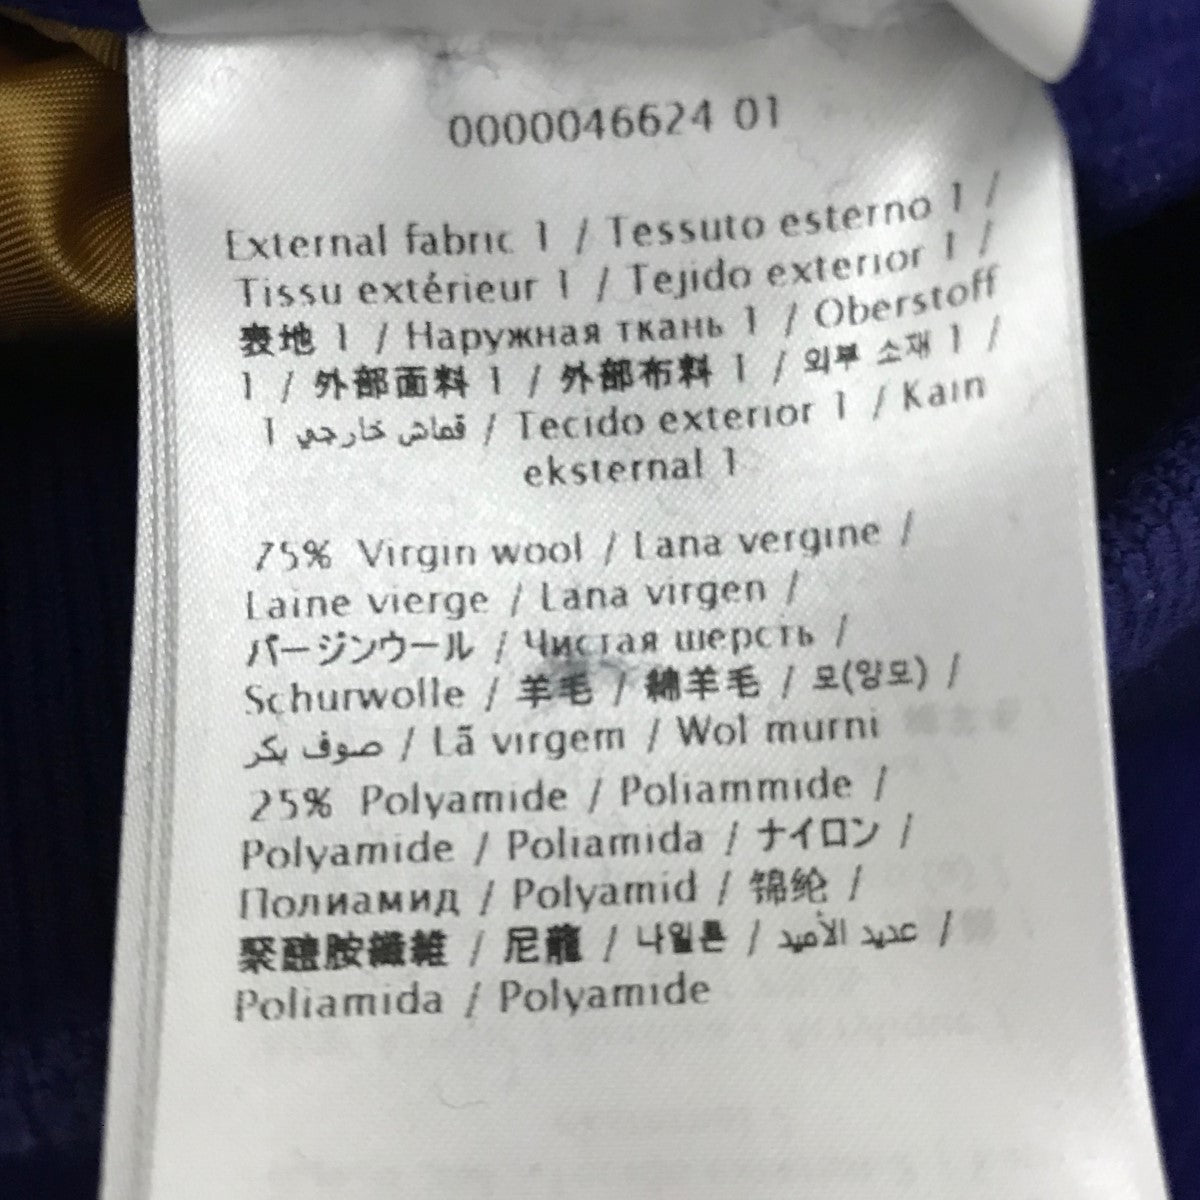 0000046624 01
External fabric 1 / Tessuto esterno 1 /
Tissu extérieur 1 / Tejido exterior 1 /
表地 1 / Наружная ткань 1 / Oberstoff
1 / 外部面料 1 / 外部布料 1 / 외부 소재 1 /
قماش خارجي 1 / Tecido exterior 1 / Kain
eksternal 1
75% Virgin wool / Lana vergine /
Laine vierge / Lana virgen /
バージンウール / Чистая шерсть /
Schurwolle / 羊毛 / 綿羊毛 / 모(양모) /
صوف بكر / Lã virgem / Wol murni
25% Polyamide / Poliammide /
Polyamide / Poliamida / ナイロン /
Полиамид / Polyamid / 锦纶 /
聚醯胺纖維 / 尼龍 / 나일론 / عديد الأميد /
Poliamida / Polyamide